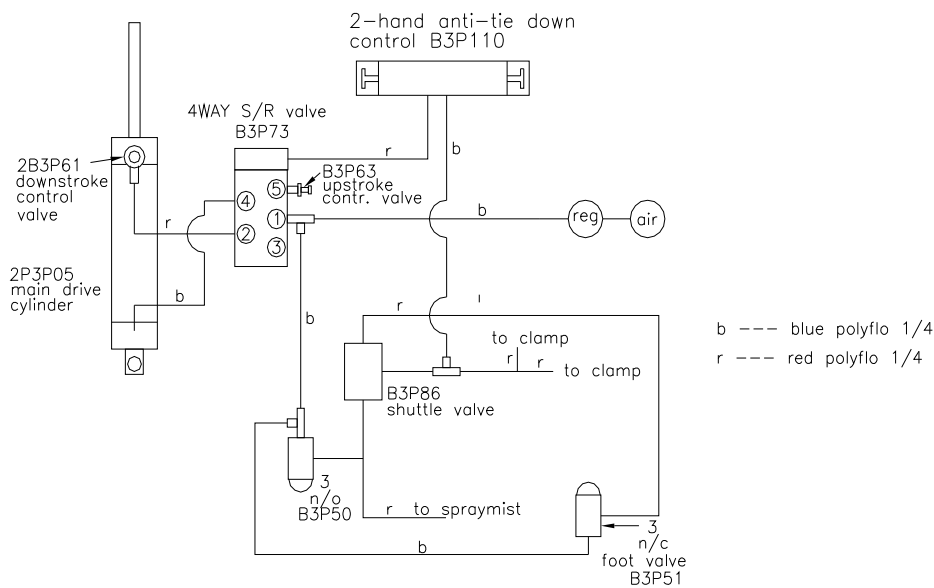 2-hand anti-tie down
control B3P110
4WAY S/R valve
B3P73
r
b
2B3P61
downstroke
control
valve
B3P63
upstroke
contr. valve
5
4
1
2
3
b
reg
air
r
2P3P05
main drive
cylinder
b
b
r
to clamp
r
r
to clamp
b --- blue polyflo 1/4
r --- red polyflo 1/4
B3P86
shuttle valve
3
n/o
B3P50
r to spraymist
3
n/c
foot valve
B3P51
b